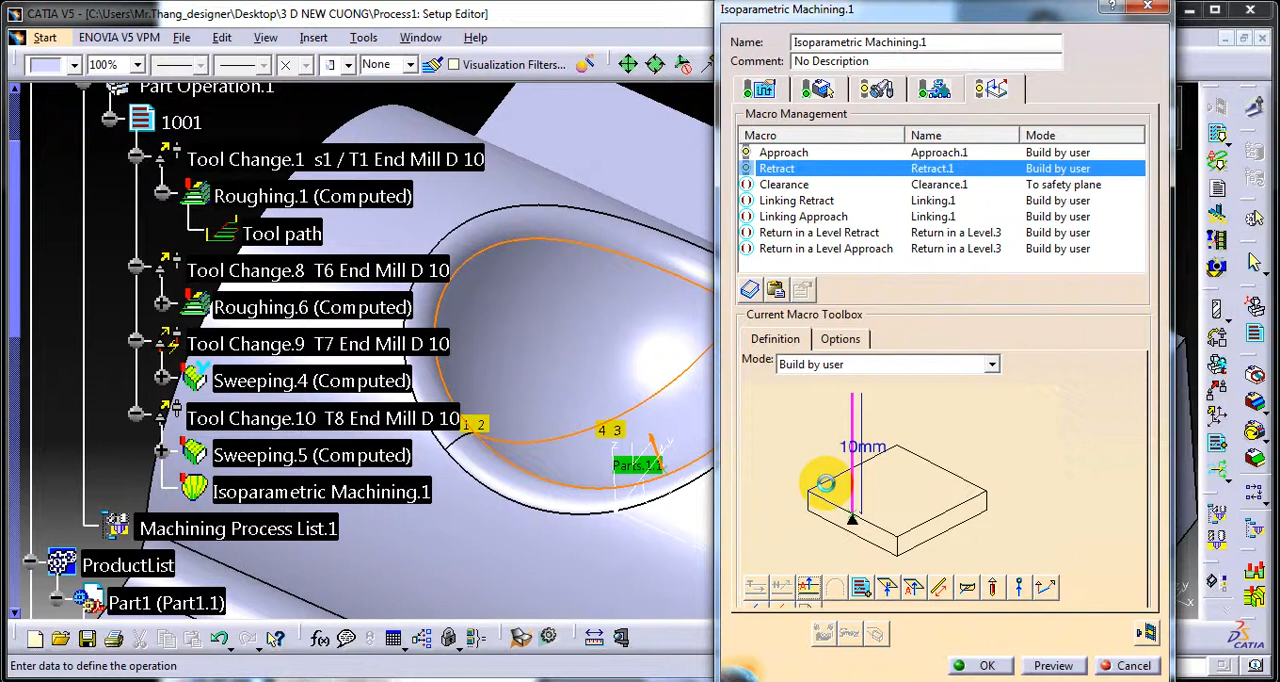 CATIA V5 - [C:\Users\Mr.Thang_designer\Desktop\3 D NEW CUONG\Process1: Setup Editor]
Start ENOVIA V5 VPM File Edit View Insert Tools Window Help
100% None Visualization Filters...
Part Operation.1
1001
Tool Change.1 s1 / T1 End Mill D 10
Roughing.1 (Computed)
Tool path
Tool Change.8 T6 End Mill D 10
Roughing.6 (Computed)
Tool Change.9 T7 End Mill D 10
Sweeping.4 (Computed)
Tool Change.10 T8 End Mill D 10
Sweeping.5 (Computed)
Isoparametric Machining.1
Machining Process List.1
ProductList
Part1 (Part1.1)
1 2
4 3
Parts.1.1
z
y
Enter data to define the operation
Isoparametric Machining.1
Name: Isoparametric Machining.1
Comment: No Description
Macro Management
Macro Name Mode
Approach Approach.1 Build by user
Retract Retract.1 Build by user
Clearance Clearance.1 To safety plane
Linking Retract Linking.1 Build by user
Linking Approach Linking.1 Build by user
Return in a Level Retract Return in a Level.3 Build by user
Return in a Level Approach Return in a Level.3 Build by user
Current Macro Toolbox
Definition Options
Mode: Build by user
10mm
OK Preview Cancel
CATIA